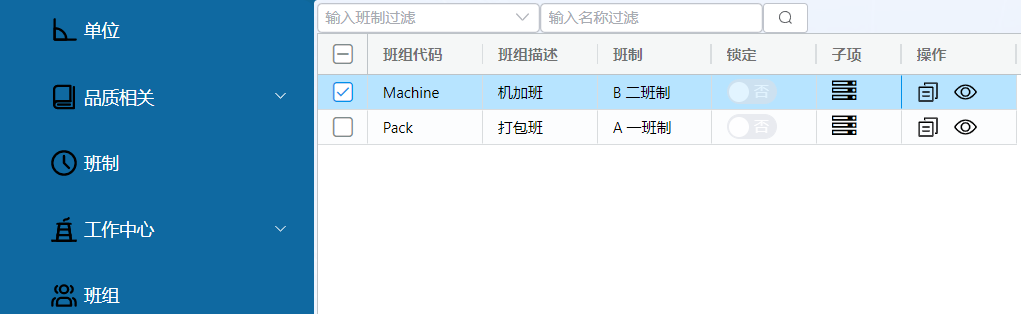 单位
品质相关
班制
工作中心
班组
输入班制过滤 输入名称过滤
班组代码 班组描述 班制 锁定 子项 操作
Machine 机加班 B 二班制 否
Pack 打包班 A 一班制 否